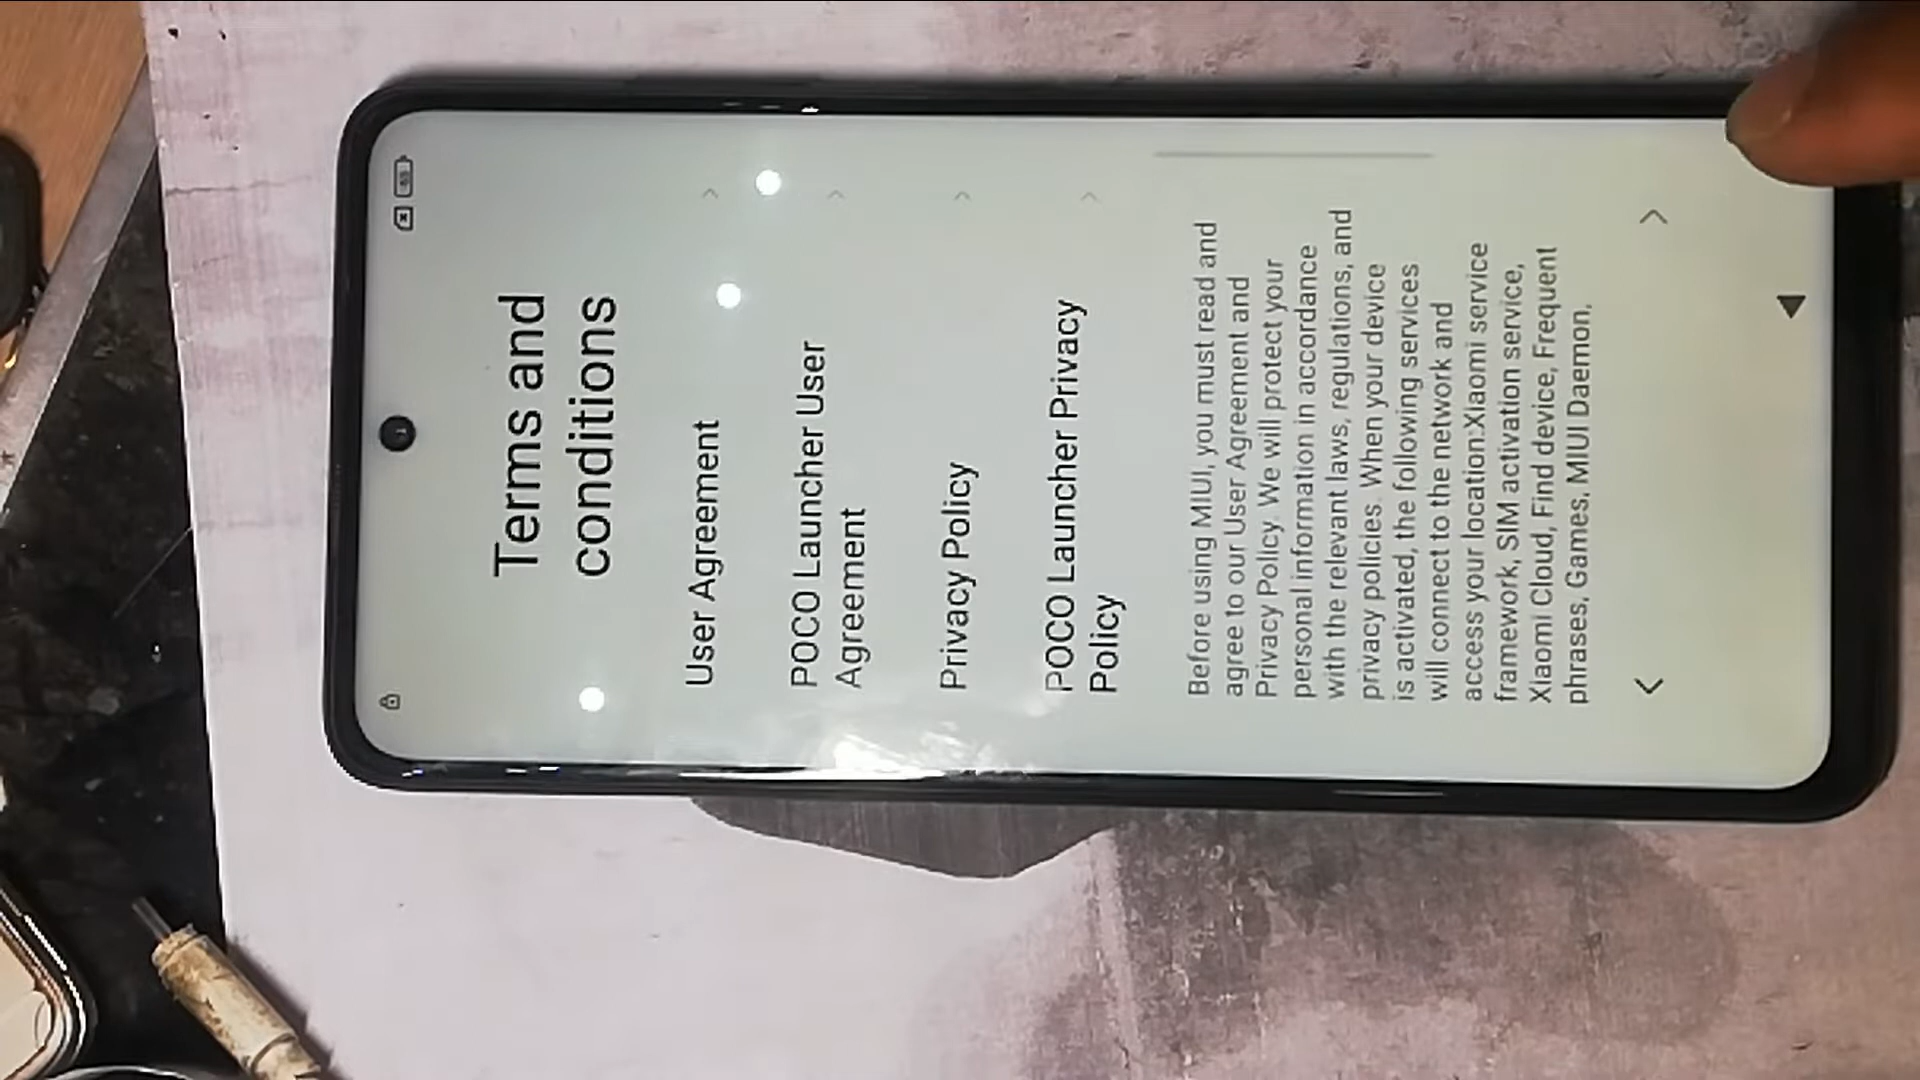 Terms and
conditions
User Agreement
POCO Launcher User
Agreement
Privacy Policy
POCO Launcher Privacy
Policy
Before using MIUI, you must read and
agree to our User Agreement and
Privacy Policy. We will protect your
personal information in accordance
with the relevant laws, regulations, and
privacy policies. When your device
is activated, the following services
will connect to the network and
access your location:Xiaomi service
framework, SIM activation service,
Xiaomi Cloud, Find device, Frequent
phrases, Games, MIUI Daemon,